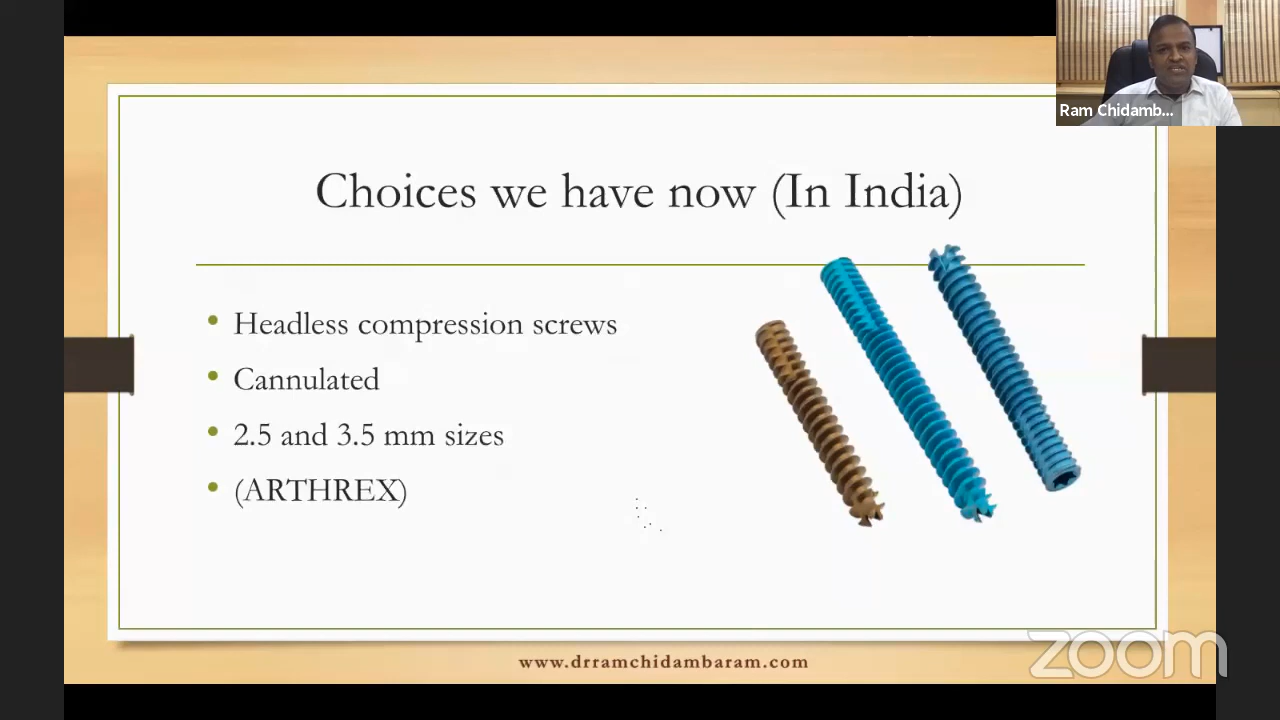 Ram Chidamb...
Choices we have now (In India)
Headless compression screws
Cannulated
2.5 and 3.5 mm sizes
(ARTHREX)
www.drramchidambaram.com
zoom